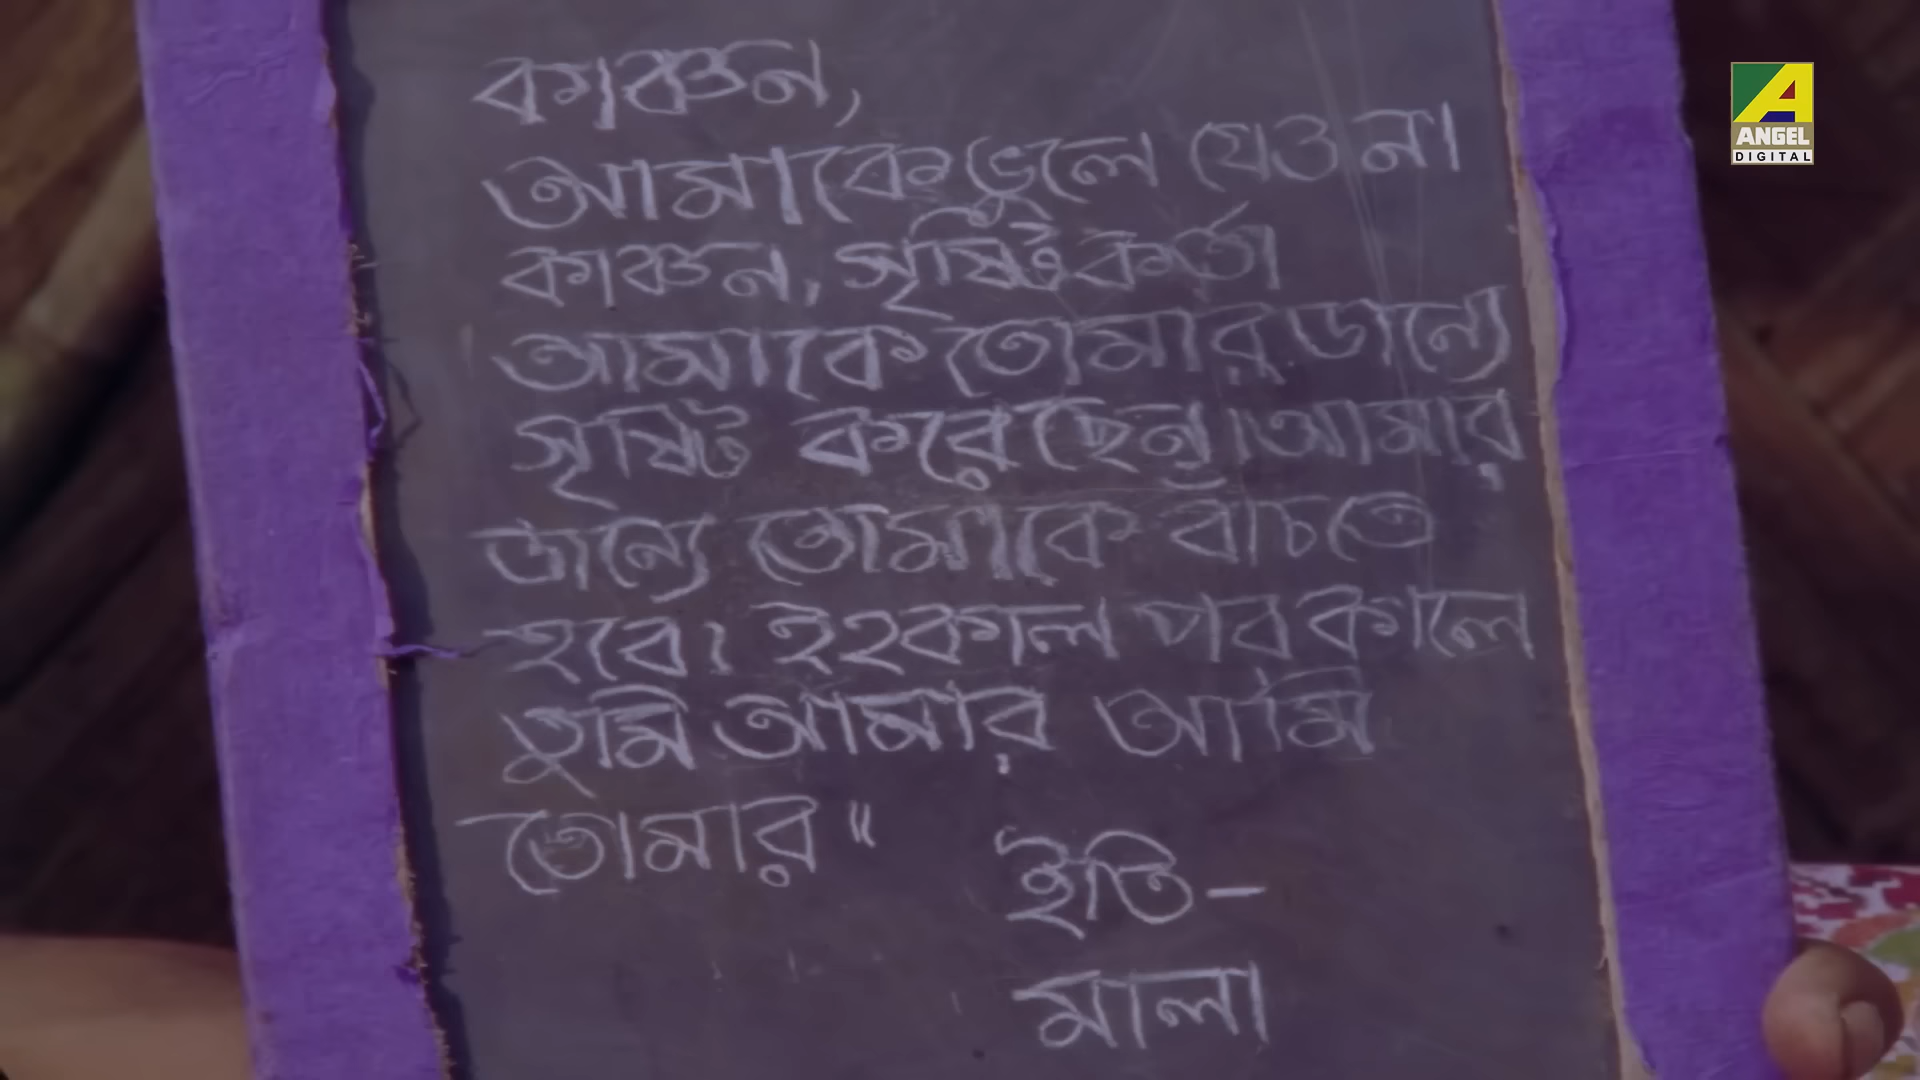 কাঞ্চন,
আমাকে ভুলে যেও না
কাঞ্চন, সৃষ্টি কর্তা
আমাকে তোমার জন্যে
সৃষ্টি করেছেন। আমার
জন্যে তোমাকে বাঁচতে
হবে। ইহকাল পরকালে
তুমি আমার আমি
তোমার"
ইতি-
মালা
ANGEL
DIGITAL